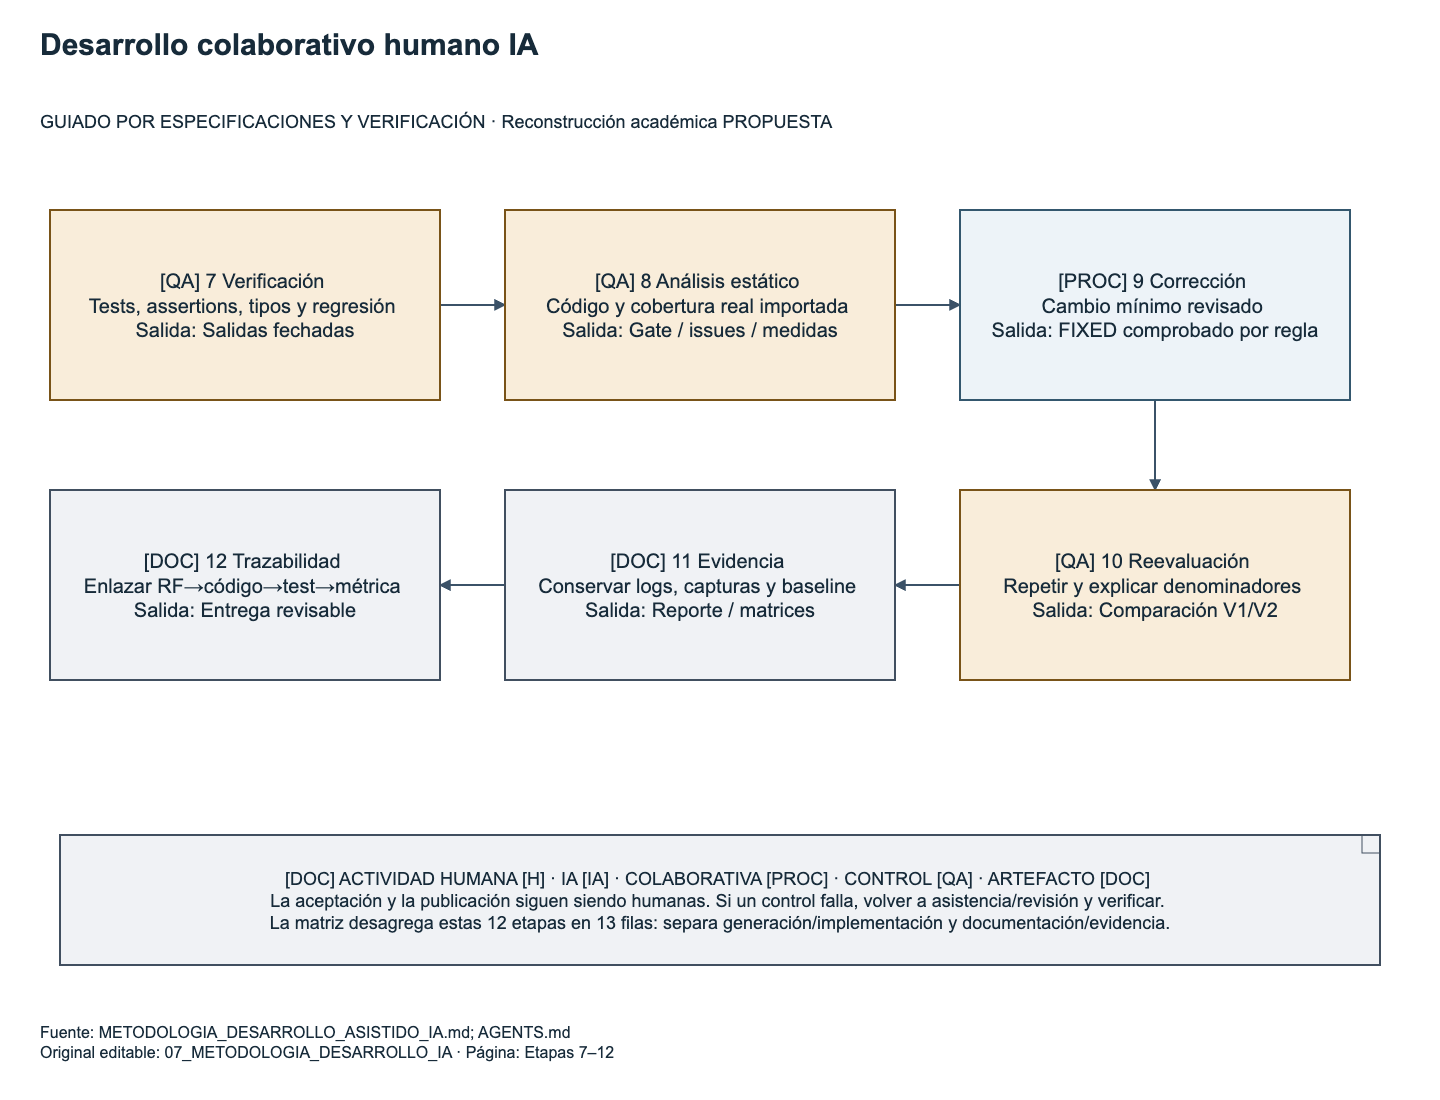 Desarrollo colaborativo humano IA
GUIADO POR ESPECIFICACIONES Y VERIFICACIÓN · Reconstrucción académica PROPUESTA
[QA] 7 Verificación
Tests, assertions, tipos y regresión
Salida: Salidas fechadas
[QA] 8 Análisis estático
Código y cobertura real importada
Salida: Gate / issues / medidas
[PROC] 9 Corrección
Cambio mínimo revisado
Salida: FIXED comprobado por regla
[DOC] 12 Trazabilidad
Enlazar RF→código→test→métrica
Salida: Entrega revisable
[DOC] 11 Evidencia
Conservar logs, capturas y baseline
Salida: Reporte / matrices
[QA] 10 Reevaluación
Repetir y explicar denominadores
Salida: Comparación V1/V2
[DOC] ACTIVIDAD HUMANA [H] · IA [IA] · COLABORATIVA [PROC] · CONTROL [QA] · ARTEFACTO [DOC]
La aceptación y la publicación siguen siendo humanas. Si un control falla, volver a asistencia/revisión y verificar.
La matriz desagrega estas 12 etapas en 13 filas: separa generación/implementación y documentación/evidencia.
Fuente: METODOLOGIA_DESARROLLO_ASISTIDO_IA.md; AGENTS.md
Original editable: 07_METODOLOGIA_DESARROLLO_IA · Página: Etapas 7–12